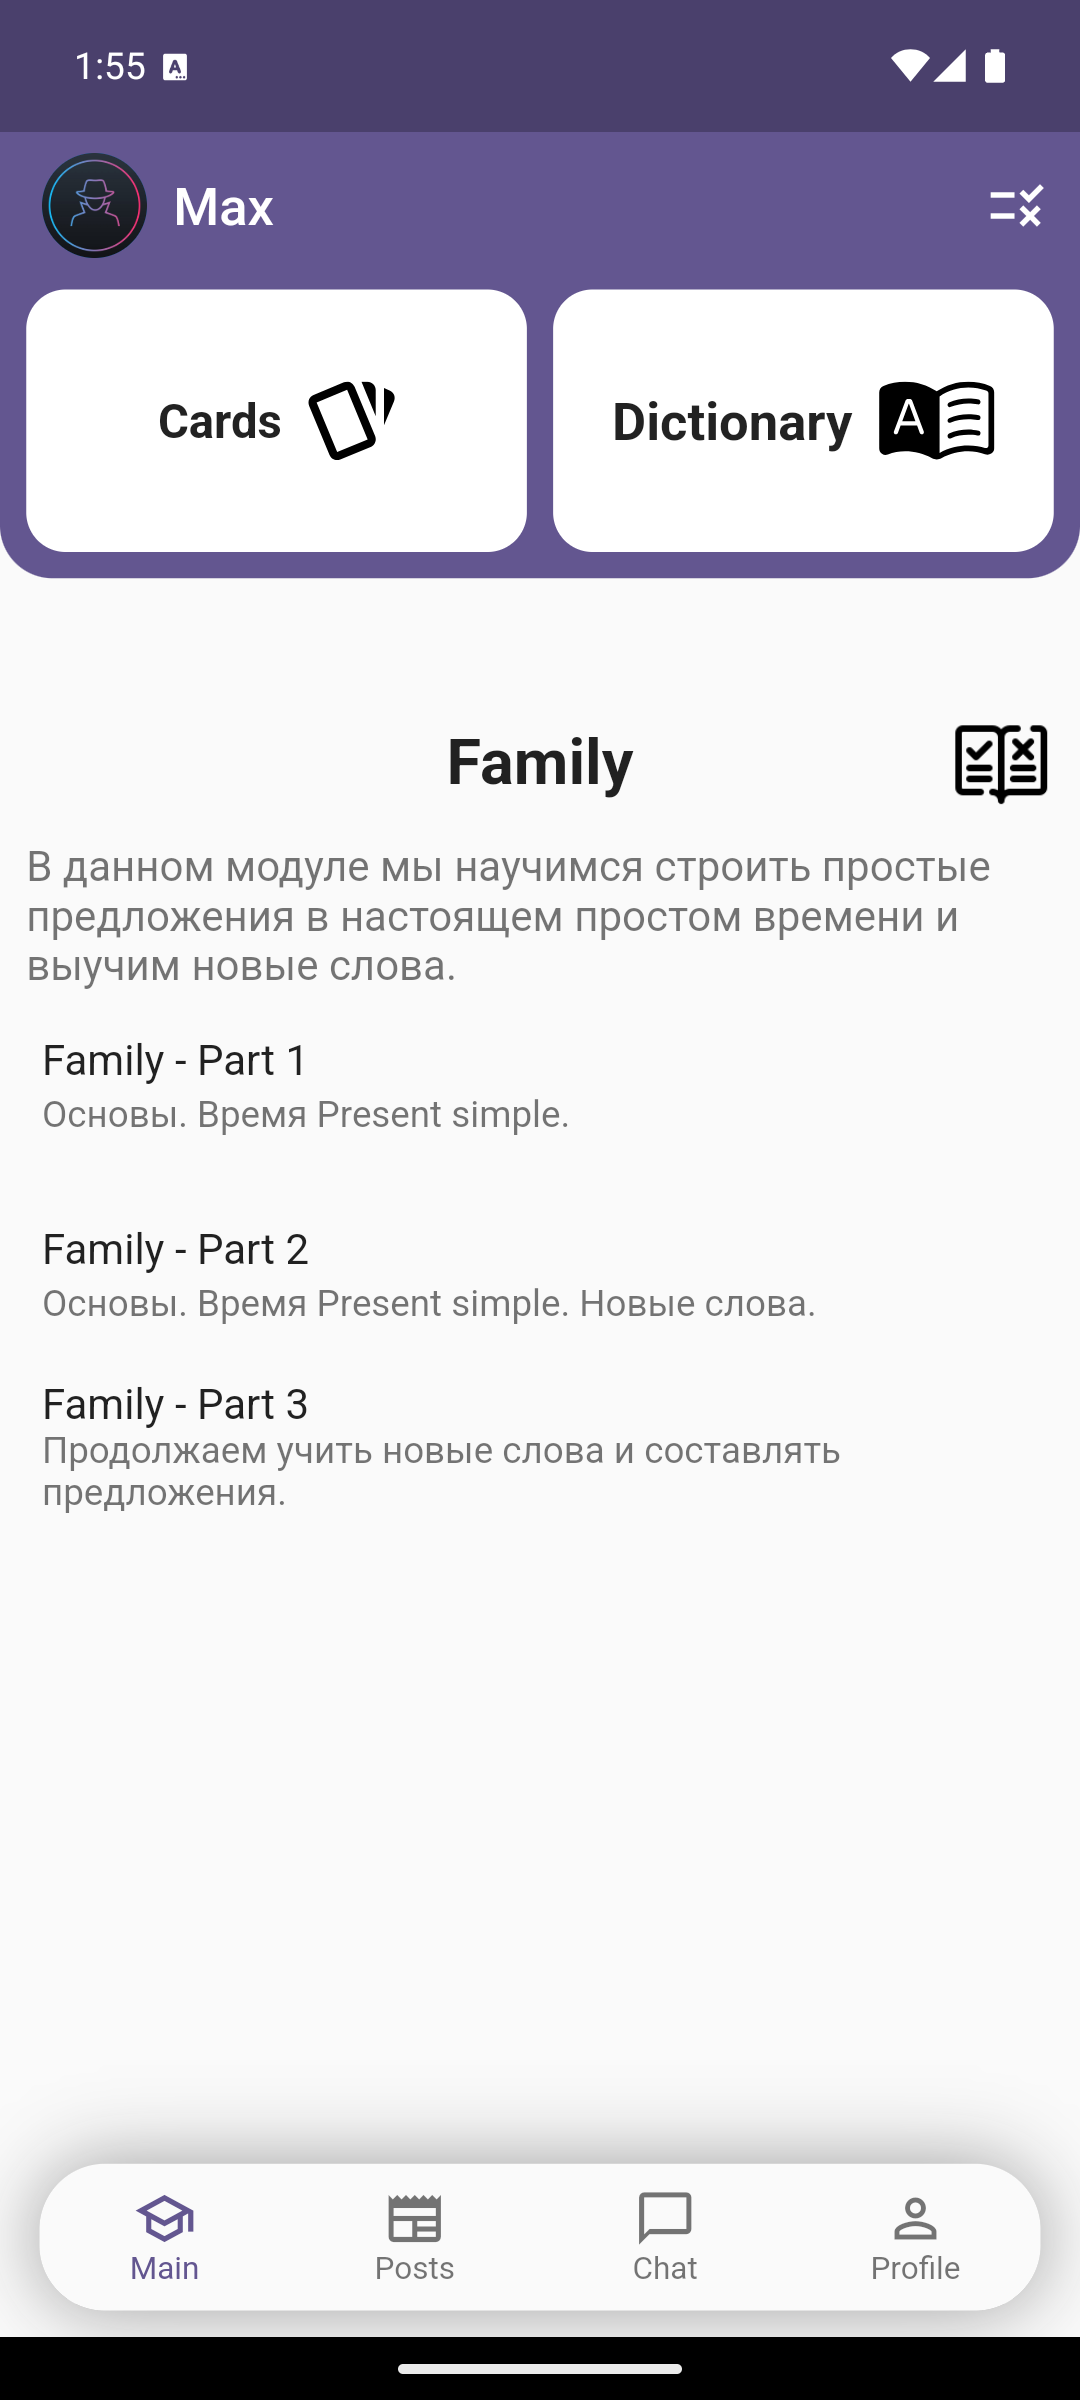 1:55
Max
Cards
Dictionary
Family
В данном модуле мы научимся строить простые
предложения в настоящем простом времени и
выучим новые слова.
Family - Part 1
Основы. Время Present simple.
Family - Part 2
Основы. Время Present simple. Новые слова.
Family - Part 3
Продолжаем учить новые слова и составлять
предложения.
Main
Posts
Chat
Profile